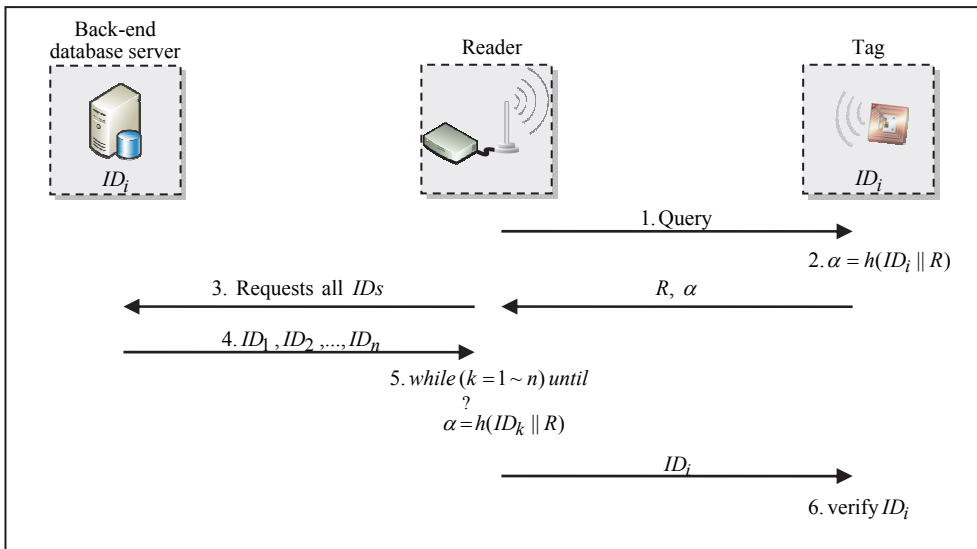 Back-end
database server
Reader
Tag
ID_i
ID_i
1. Query
2. α = h(ID_i || R)
3. Requests all IDs
R, α
4. ID_1 , ID_2 ,..., ID_n
5. while (k = 1 ~ n) until
?
α = h(ID_k || R)
ID_i
6. verify ID_i